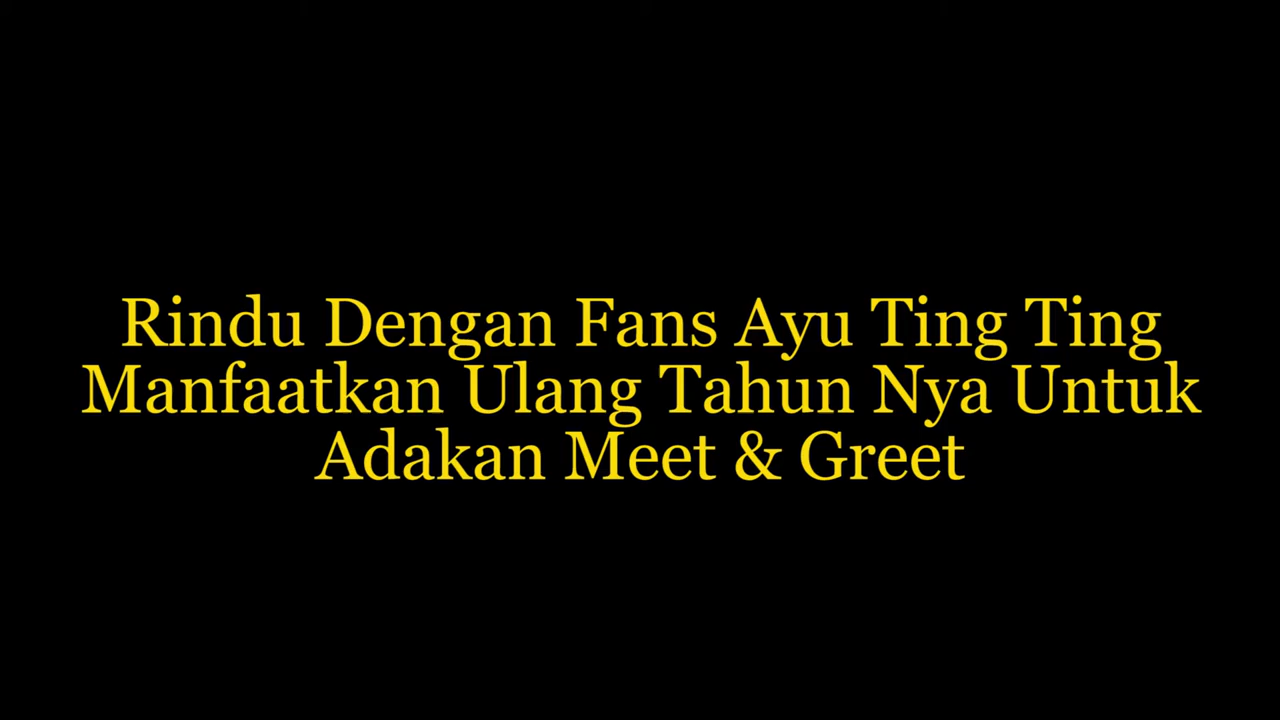 Rindu Dengan Fans Ayu Ting Ting
Manfaatkan Ulang Tahun Nya Untuk
Adakan Meet & Greet